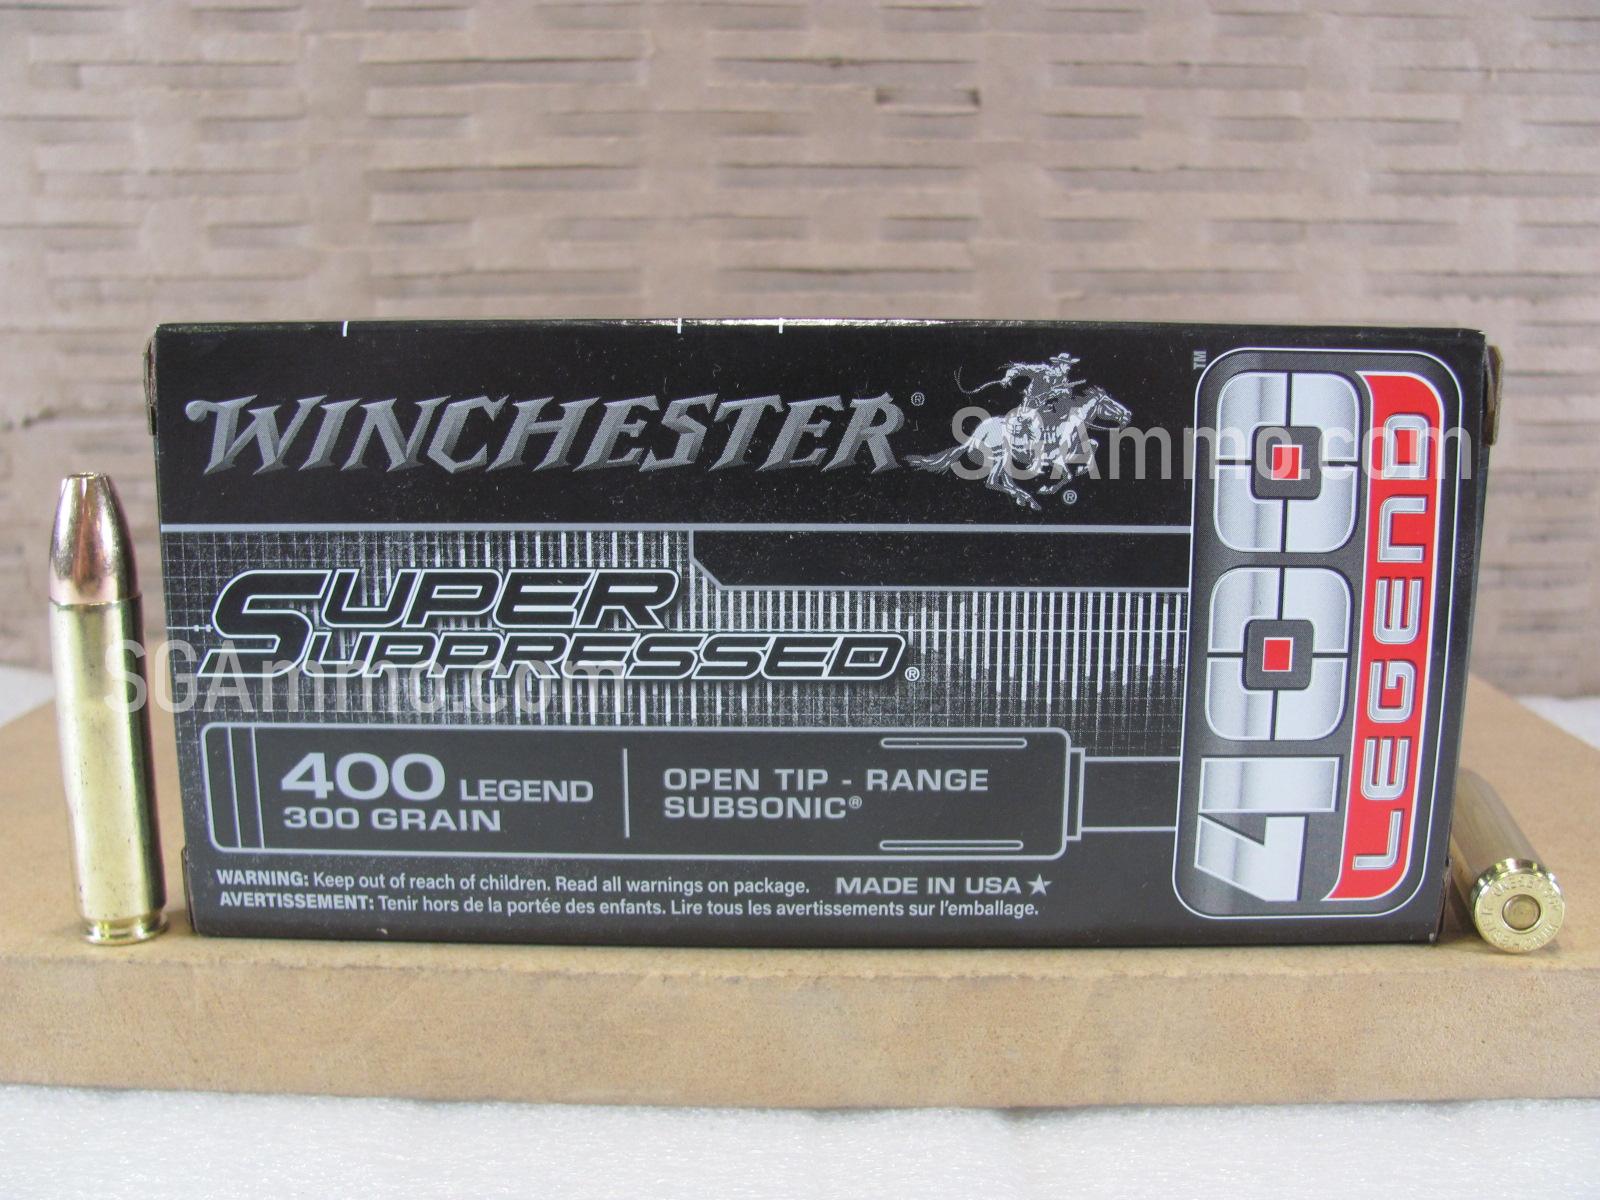 WINCHESTER®
®
SGAmmo.com
SUPER
SUPPRESSED®
SGAmmo.com
400 LEGEND
300 GRAIN
OPEN TIP - RANGE
SUBSONIC®
WARNING: Keep out of reach of children. Read all warnings on package. MADE IN USA ★
AVERTISSEMENT: Tenir hors de la portée des enfants. Lire tous les avertissements sur l'emballage.
400
LEGEND
™